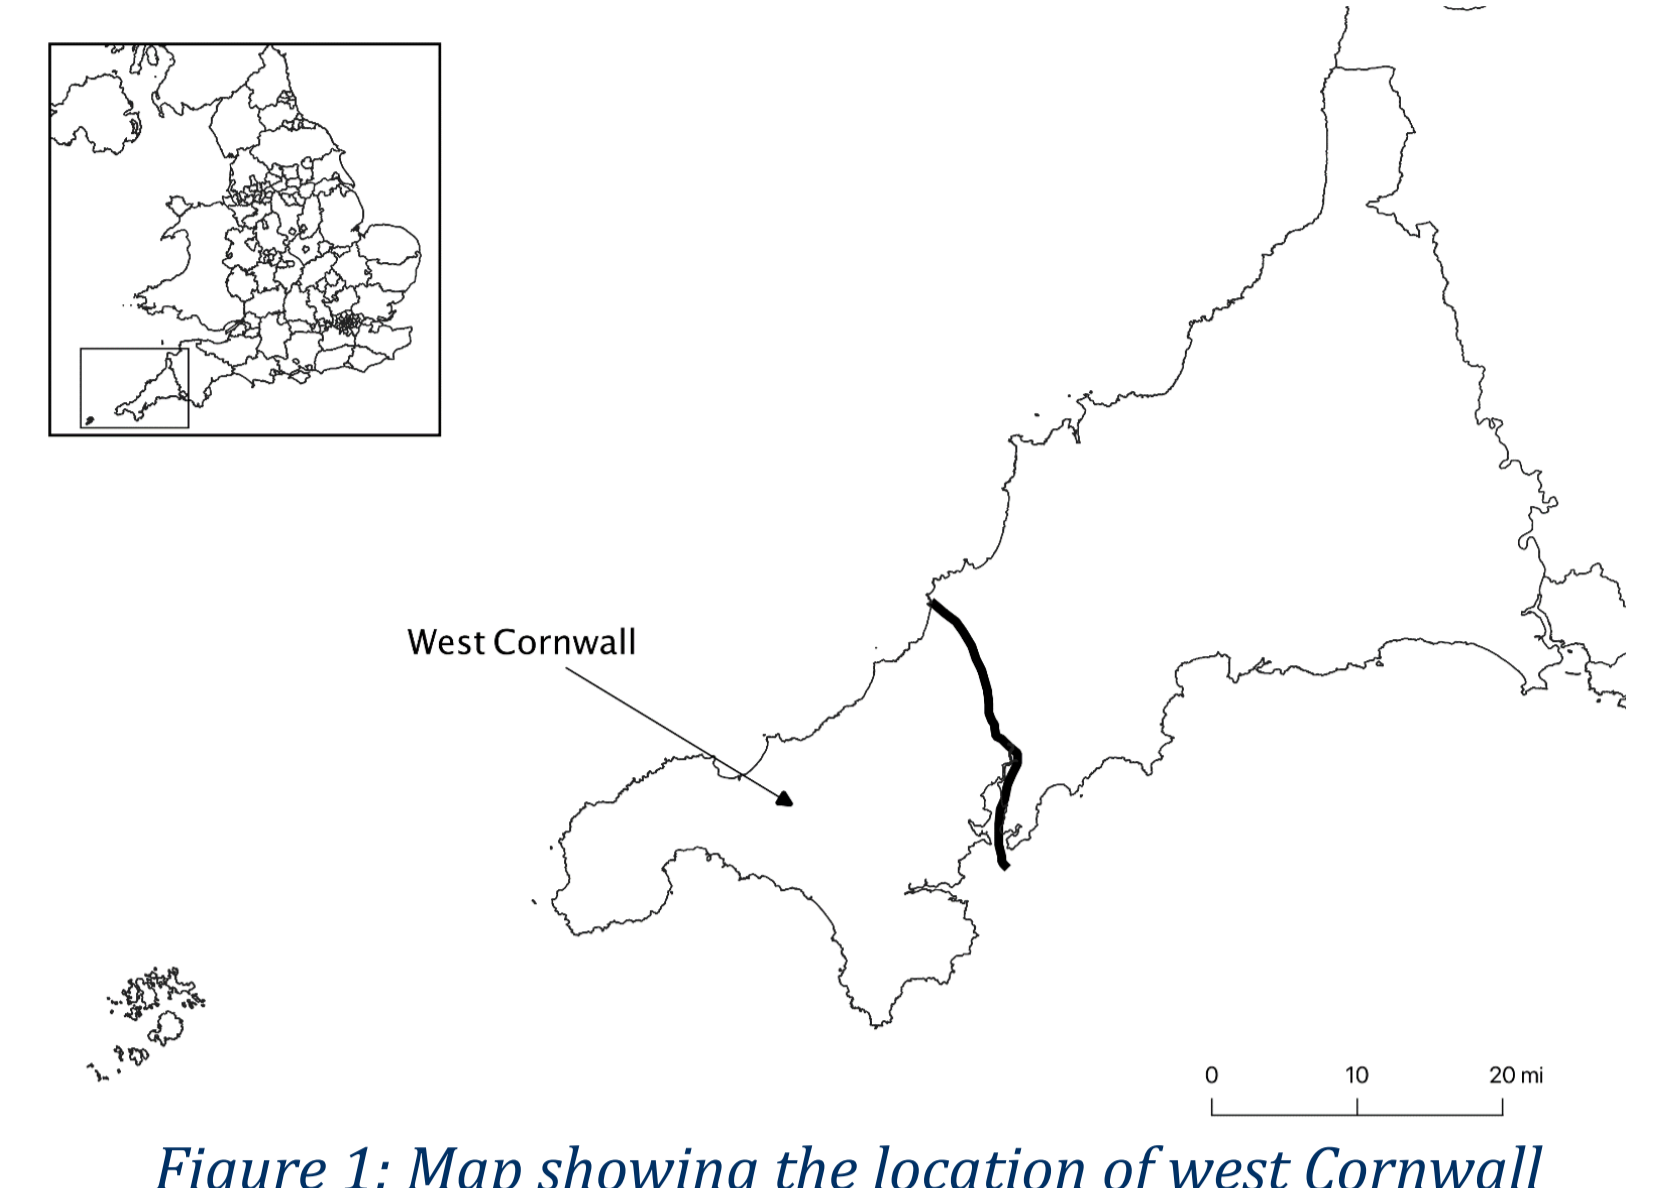 West Cornwall
0 10 20 mi
Figure 1: Map showing the location of west Cornwall